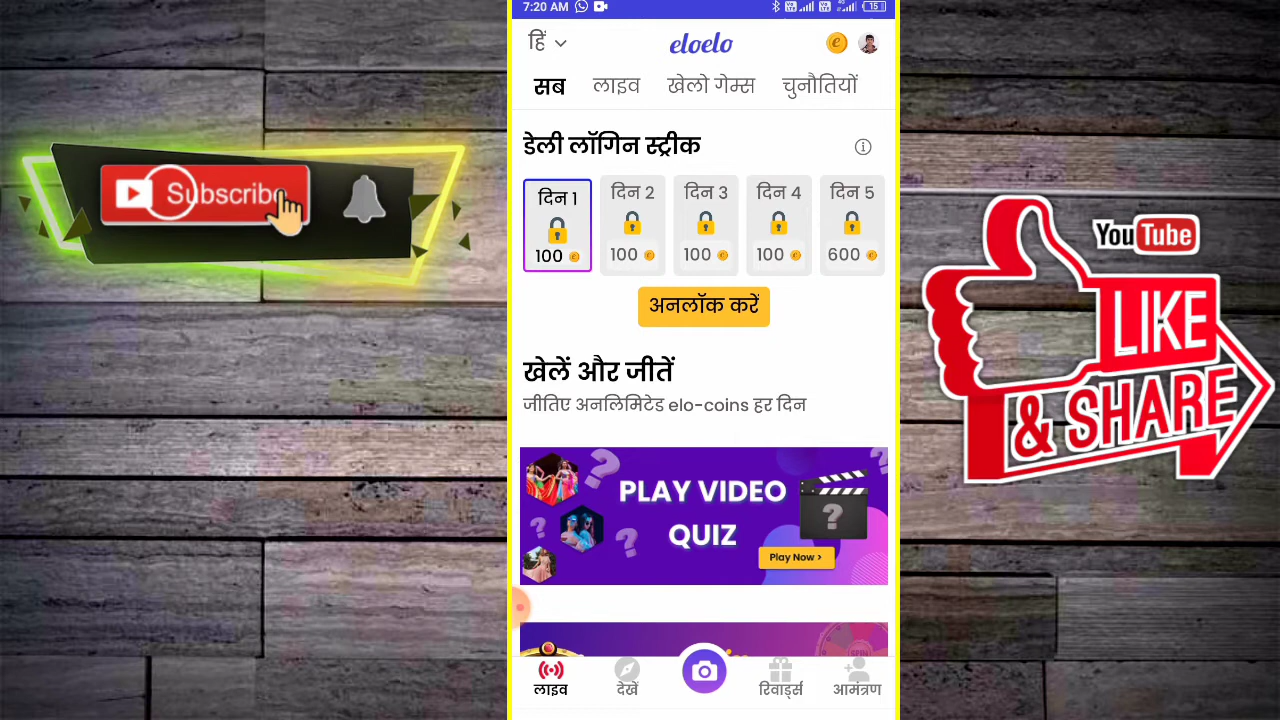 7:20 AM
15
हिं
eloelo
सब लाइव खेलो गेम्स चुनौतियों
डेली लॉगिन स्ट्रीक
दिन 1 दिन 2 दिन 3 दिन 4 दिन 5
100 100 100 100 600
अनलॉक करें
खेलें और जीतें
जीतिए अनलिमिटेड elo-coins हर दिन
PLAY VIDEO
QUIZ
Play Now >
लाइव देखें रिवार्ड्स आमंत्रण
Subscribe
YouTube
LIKE
& SHARE